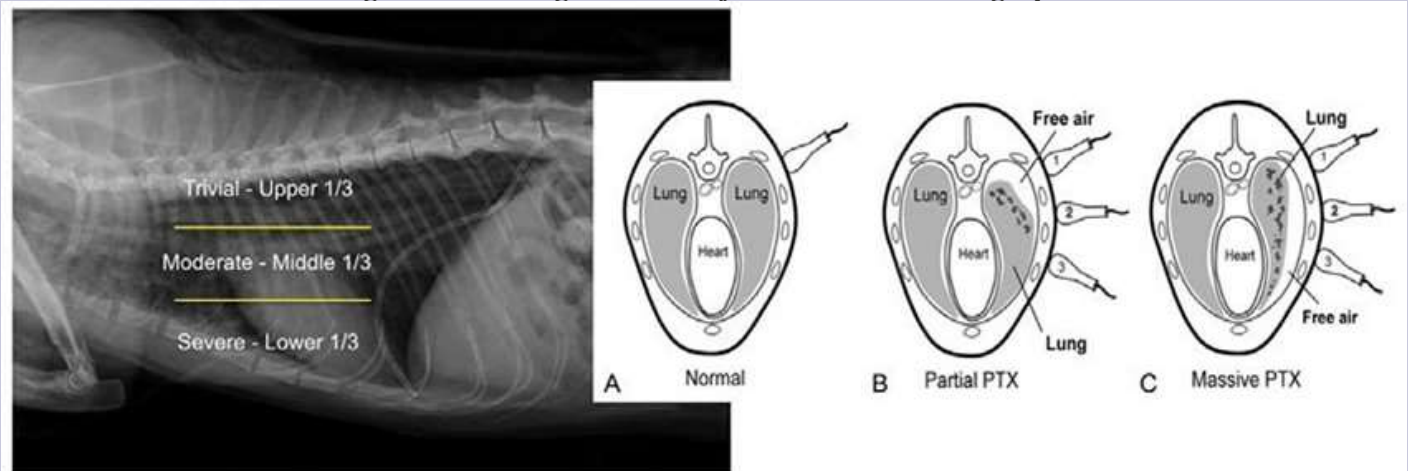 Trivial - Upper 1/3
Moderate - Middle 1/3
Severe - Lower 1/3
Lung
Lung
Heart
A
Normal
Free air
1
Lung
2
Heart
3
Lung
B
Partial PTX
Lung
1
Lung
2
Heart
3
Free air
C
Massive PTX